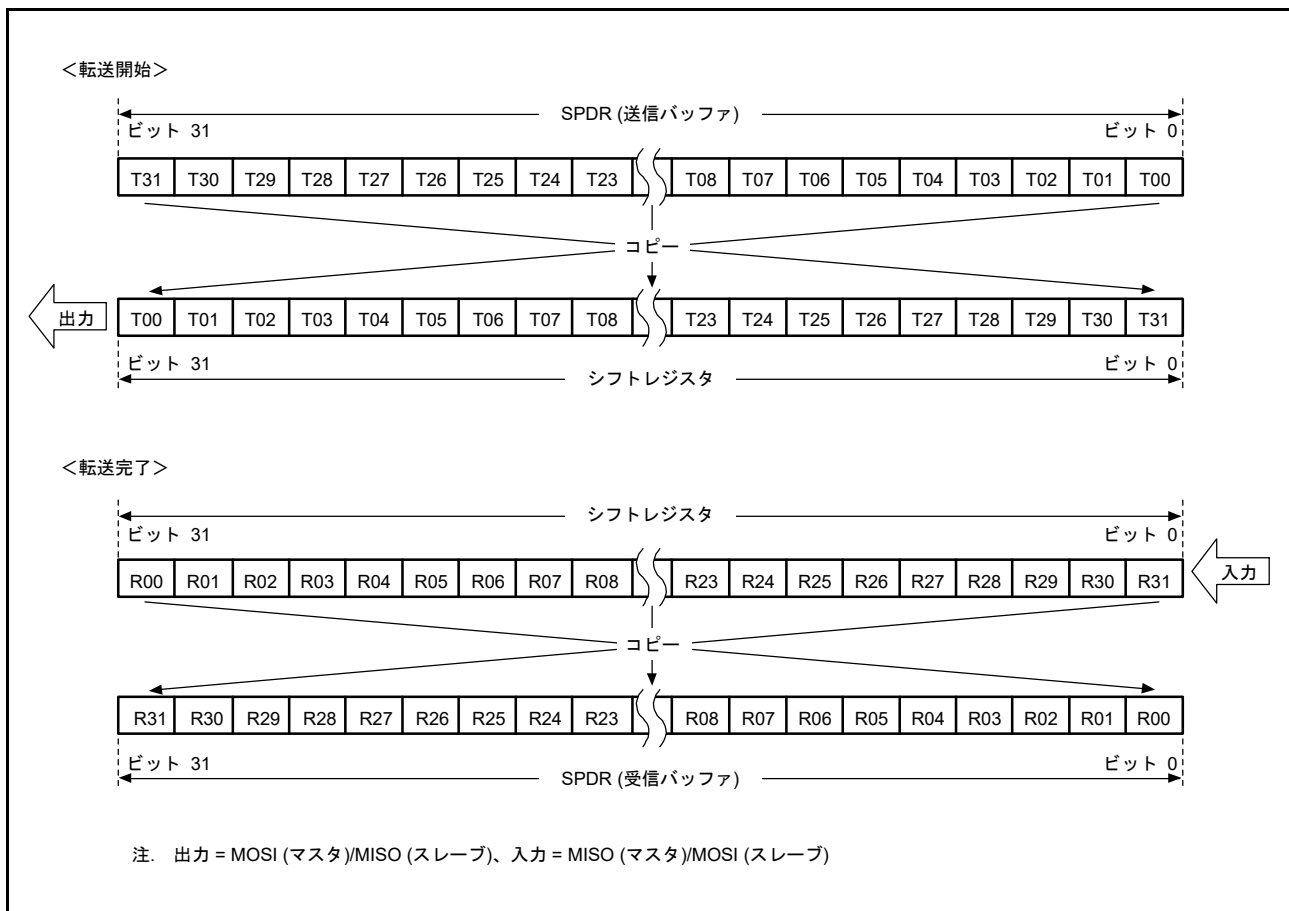 ＜転送開始＞
SPDR (送信バッファ)
ビット 31 ビット 0
T31 T30 T29 T28 T27 T26 T25 T24 T23 T08 T07 T06 T05 T04 T03 T02 T01 T00
コピー
出力 T00 T01 T02 T03 T04 T05 T06 T07 T08 T23 T24 T25 T26 T27 T28 T29 T30 T31
ビット 31 ビット 0
シフトレジスタ
＜転送完了＞
シフトレジスタ
ビット 31 ビット 0
R00 R01 R02 R03 R04 R05 R06 R07 R08 R23 R24 R25 R26 R27 R28 R29 R30 R31 入力
コピー
R31 R30 R29 R28 R27 R26 R25 R24 R23 R08 R07 R06 R05 R04 R03 R02 R01 R00
ビット 31 ビット 0
SPDR (受信バッファ)
注. 出力 = MOSI (マスタ)/MISO (スレーブ)、入力 = MISO (マスタ)/MOSI (スレーブ)